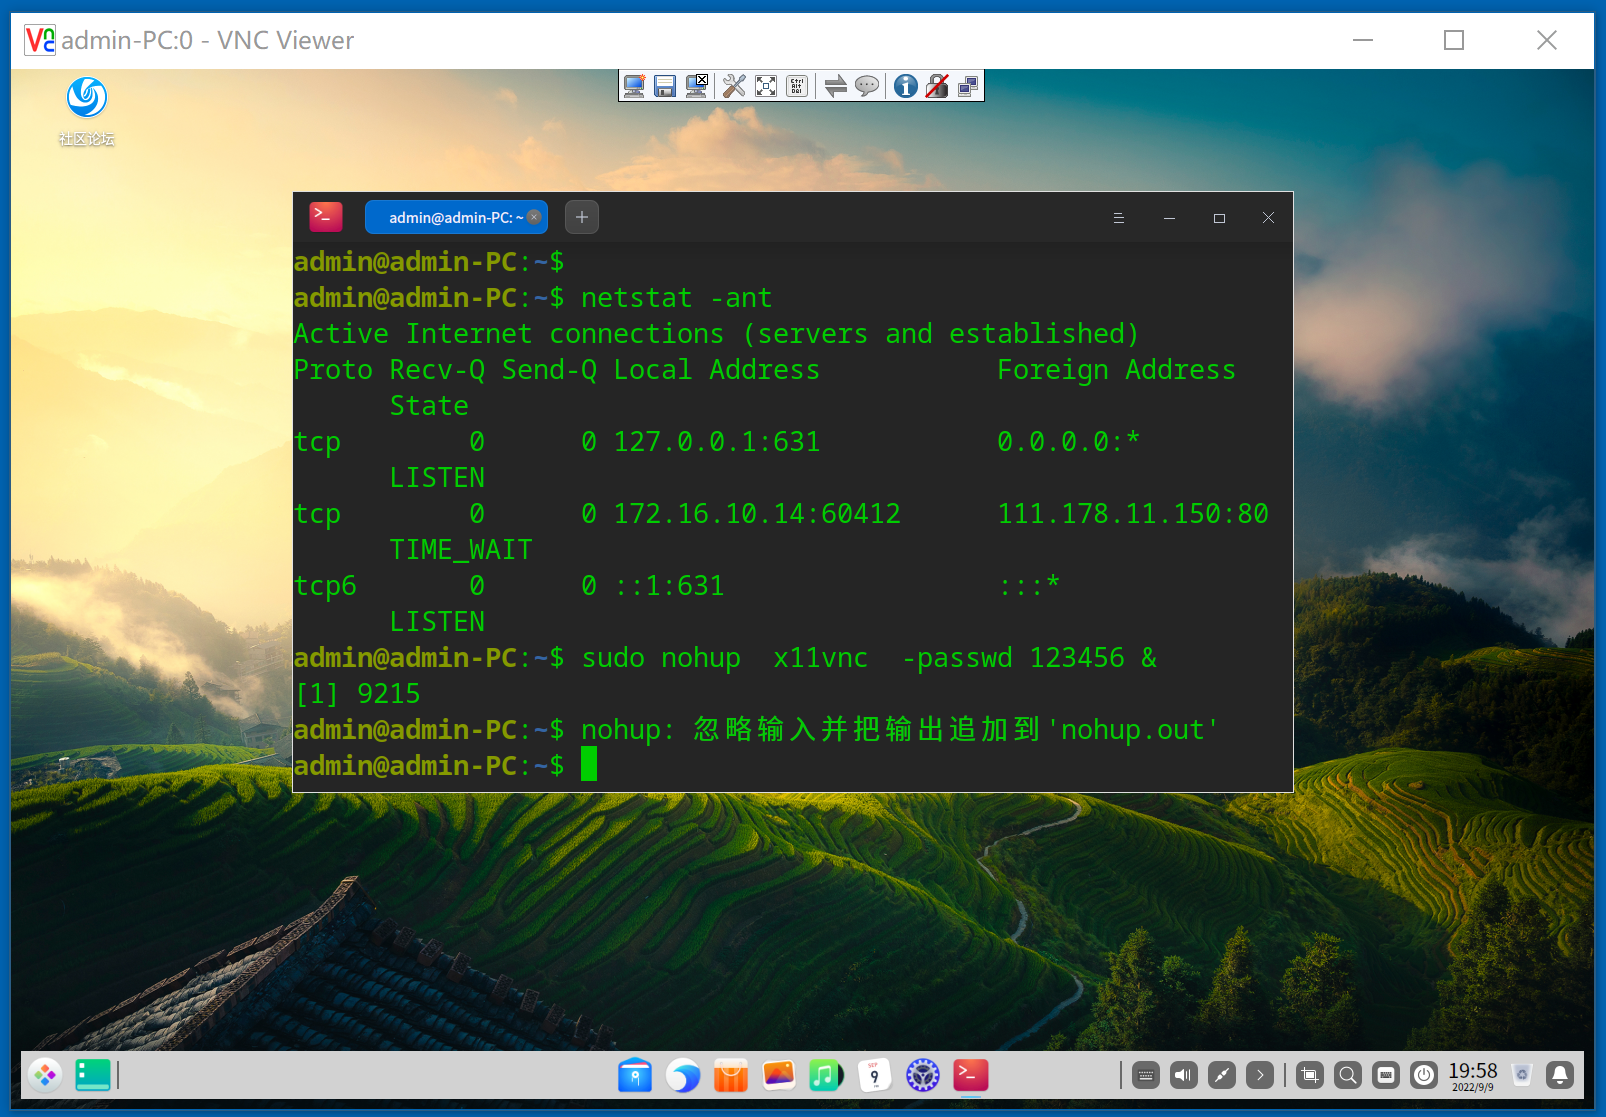 admin-PC:0 - VNC Viewer
社区论坛
Ctrl Alt Del
admin@admin-PC: ~
admin@admin-PC:~$
admin@admin-PC:~$ netstat -ant
Active Internet connections (servers and established)
Proto Recv-Q Send-Q Local Address           Foreign Address
      State
tcp        0      0 127.0.0.1:631           0.0.0.0:*
      LISTEN
tcp        0      0 172.16.10.14:60412      111.178.11.150:80
      TIME_WAIT
tcp6       0      0 ::1:631                 :::*
      LISTEN
admin@admin-PC:~$ sudo nohup  x11vnc  -passwd 123456 &
[1] 9215
admin@admin-PC:~$ nohup: 忽略输入并把输出追加到'nohup.out'
admin@admin-PC:~$
SEP
9
19:58
2022/9/9